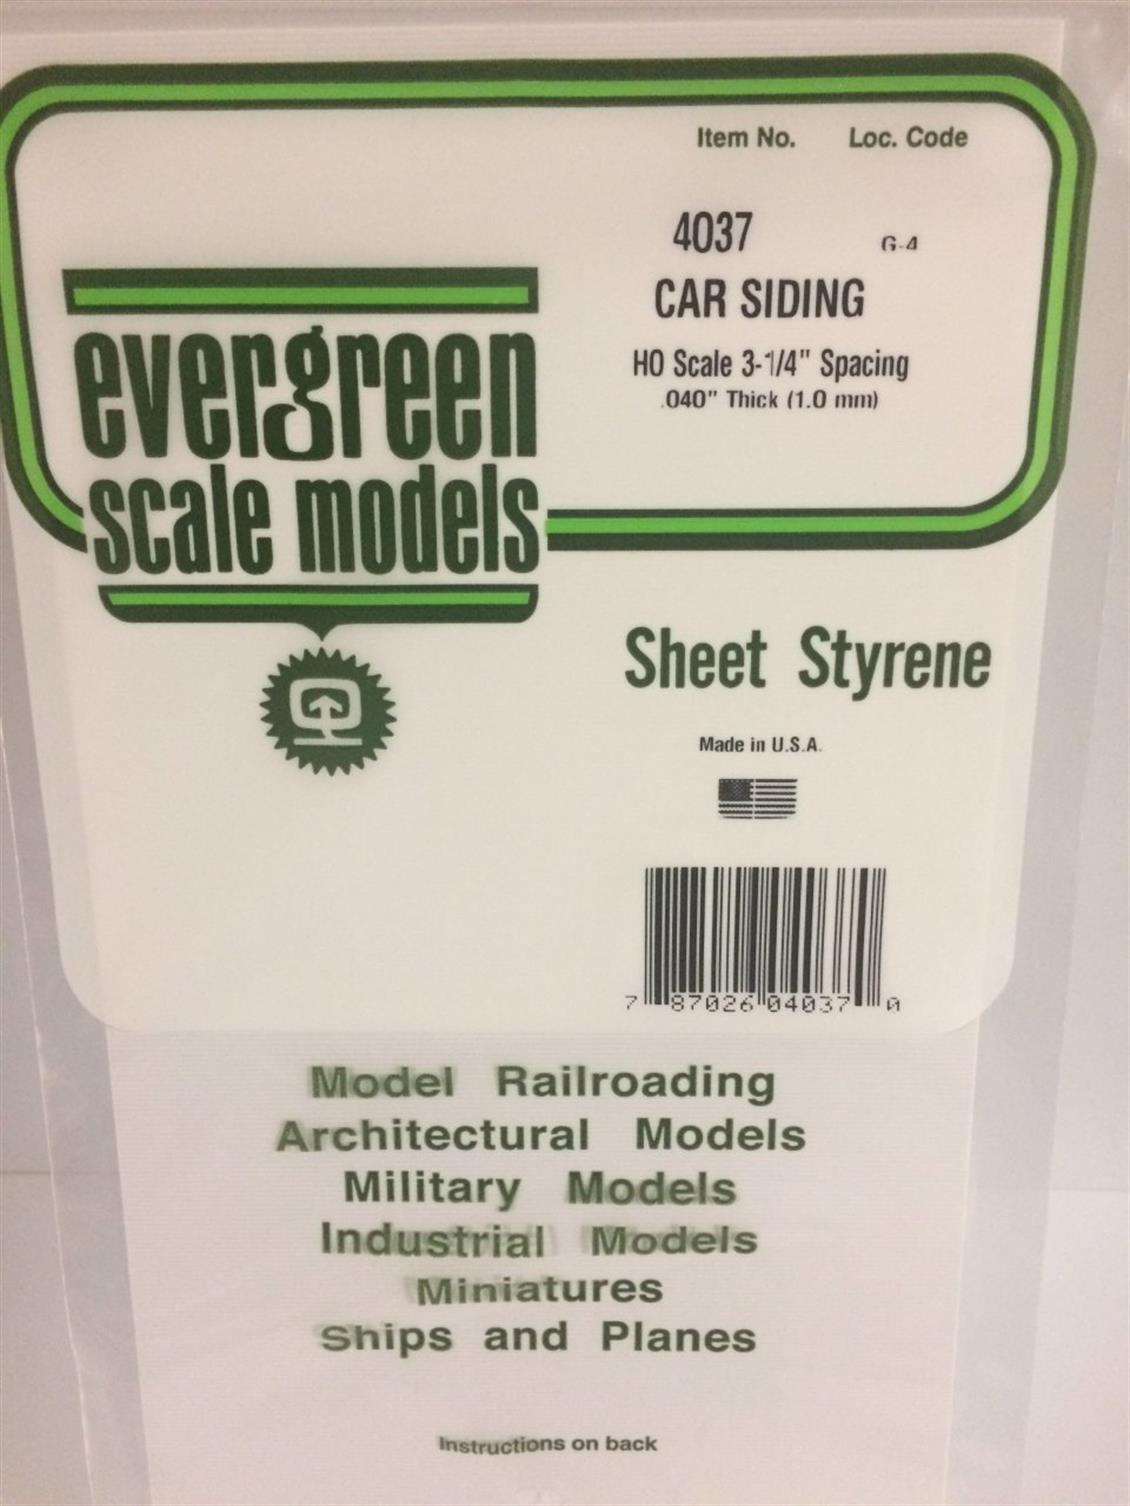 Item No. Loc. Code
4037 G-4
CAR SIDING
HO Scale 3-1/4" Spacing
.040" Thick (1.0 mm)
evergreen
scale models
Sheet Styrene
Made in U.S.A.
7 87026 04037 0
Model Railroading
Architectural Models
Military Models
Industrial Models
Miniatures
Ships and Planes
Instructions on back